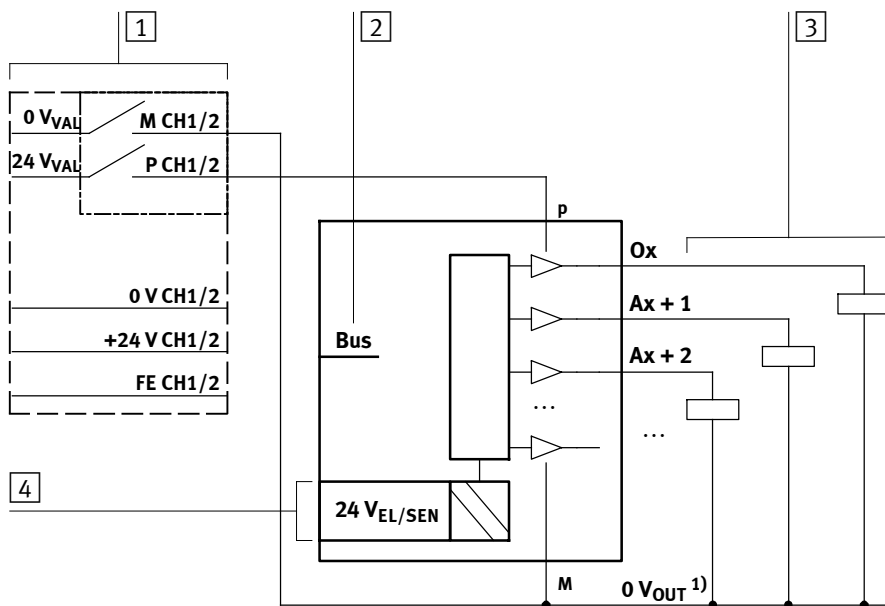 1
2
3
0 VVAL
M CH1/2
24 VVAL
P CH1/2
p
Ox
0 V CH1/2
Ax + 1
+24 V CH1/2
Bus
Ax + 2
FE CH1/2
...
...
4
24 VEL/SEN
M
0 VOUT 1)